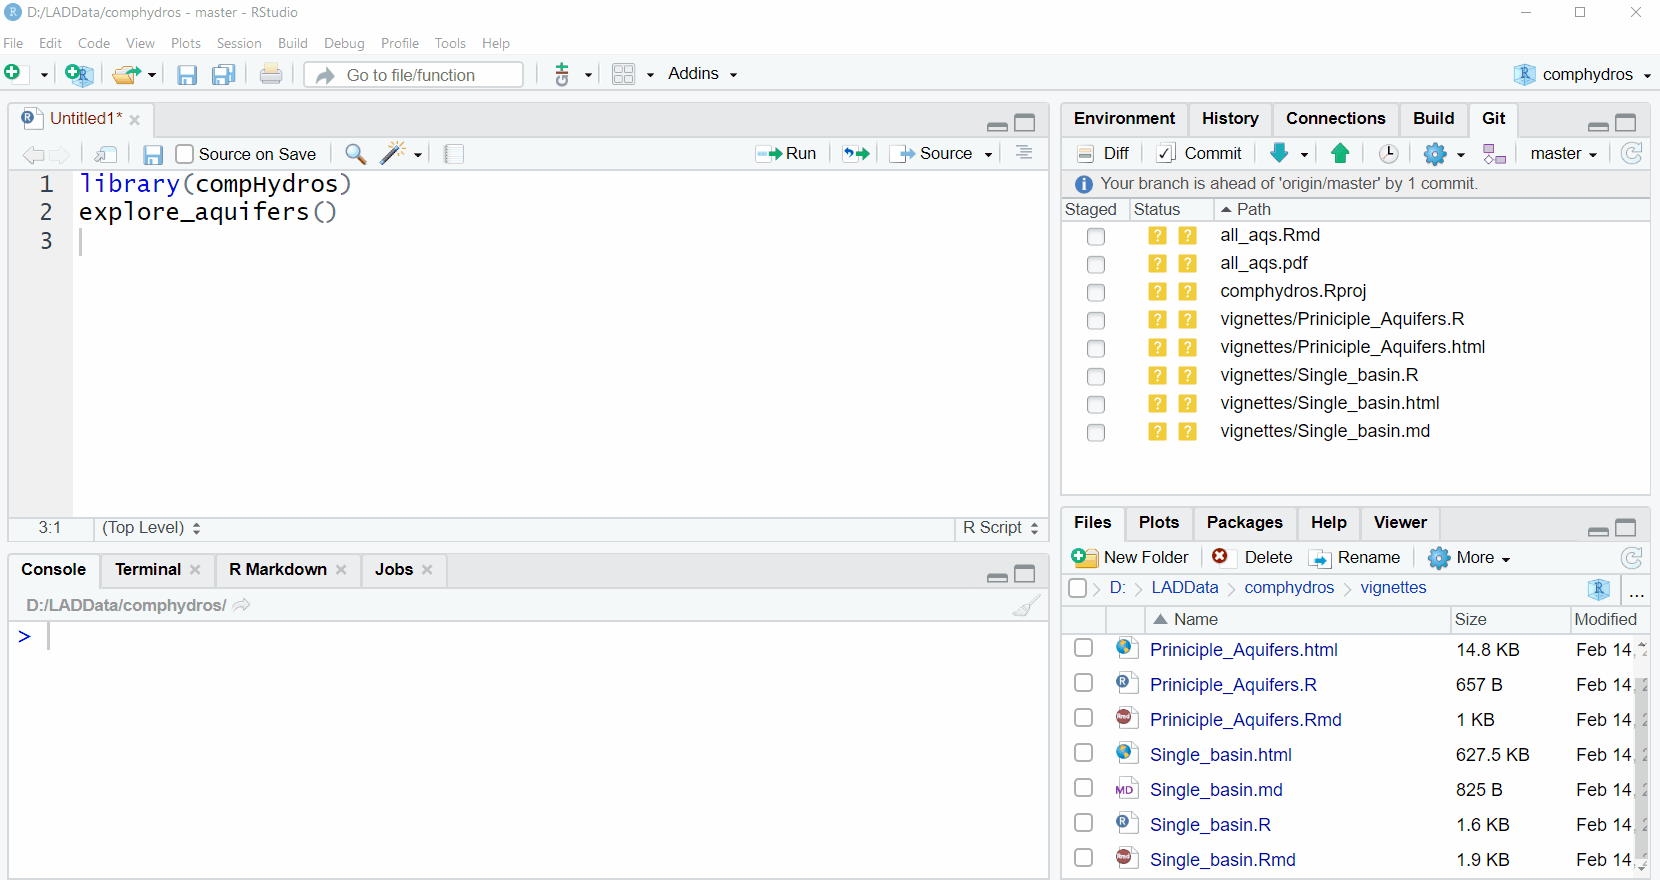 D:/LADData/comphydros - master - RStudio
File Edit Code View Plots Session Build Debug Profile Tools Help
Go to file/function Addins comphydros
Untitled1*
Source on Save Run Source
1 library(compHydros)
2 explore_aquifers()
3
3:1 (Top Level) R Script
Console Terminal R Markdown Jobs
D:/LADData/comphydros/
>
Environment History Connections Build Git
Diff Commit master
Your branch is ahead of 'origin/master' by 1 commit.
Staged Status Path
? ? all_aqs.Rmd
? ? all_aqs.pdf
? ? comphydros.Rproj
? ? vignettes/Priniciple_Aquifers.R
? ? vignettes/Priniciple_Aquifers.html
? ? vignettes/Single_basin.R
? ? vignettes/Single_basin.html
? ? vignettes/Single_basin.md
Files Plots Packages Help Viewer
New Folder Delete Rename More
D: LADData comphydros vignettes ...
Name Size Modified
Priniciple_Aquifers.html 14.8 KB Feb 14,
Priniciple_Aquifers.R 657 B Feb 14,
Priniciple_Aquifers.Rmd 1 KB Feb 14,
Single_basin.html 627.5 KB Feb 14,
MD Single_basin.md 825 B Feb 14,
Single_basin.R 1.6 KB Feb 14,
Single_basin.Rmd 1.9 KB Feb 14,